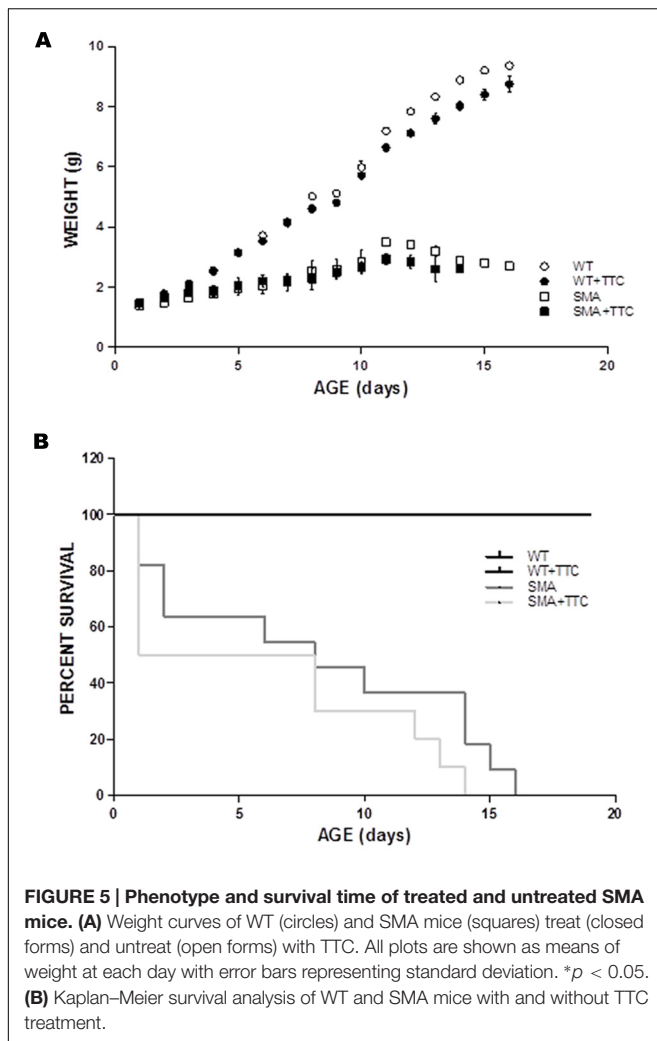 A
10
8
6
4
2
0
WEIGHT (g)
0 5 10 15 20
AGE (days)
WT
WT+TTC
SMA
SMA+TTC
B
120
100
80
60
40
20
0
PERCENT SURVIVAL
0 5 10 15 20
AGE (days)
WT
WT+TTC
SMA
SMA+TTC
FIGURE 5 | Phenotype and survival time of treated and untreated SMA
mice. (A) Weight curves of WT (circles) and SMA mice (squares) treat (closed
forms) and untreat (open forms) with TTC. All plots are shown as means of
weight at each day with error bars representing standard deviation. *p < 0.05.
(B) Kaplan–Meier survival analysis of WT and SMA mice with and without TTC
treatment.